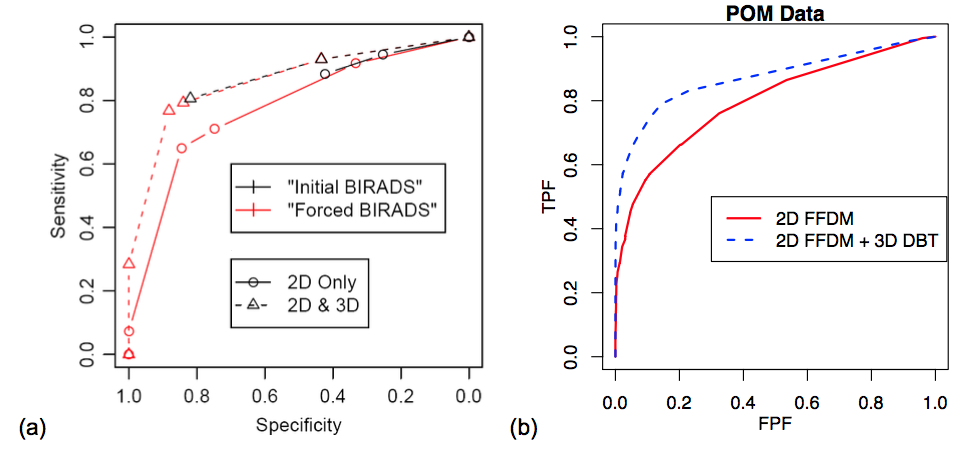 1.0
0.8
0.6
0.4
0.2
0.0
Sensitivity
"Initial BIRADS"
"Forced BIRADS"
2D Only
2D & 3D
1.0 0.8 0.6 0.4 0.2 0.0
Specificity
(a)
POM Data
1.0
0.8
0.6
0.4
0.2
0.0
TPF
2D FFDM
2D FFDM + 3D DBT
0.0 0.2 0.4 0.6 0.8 1.0
FPF
(b)